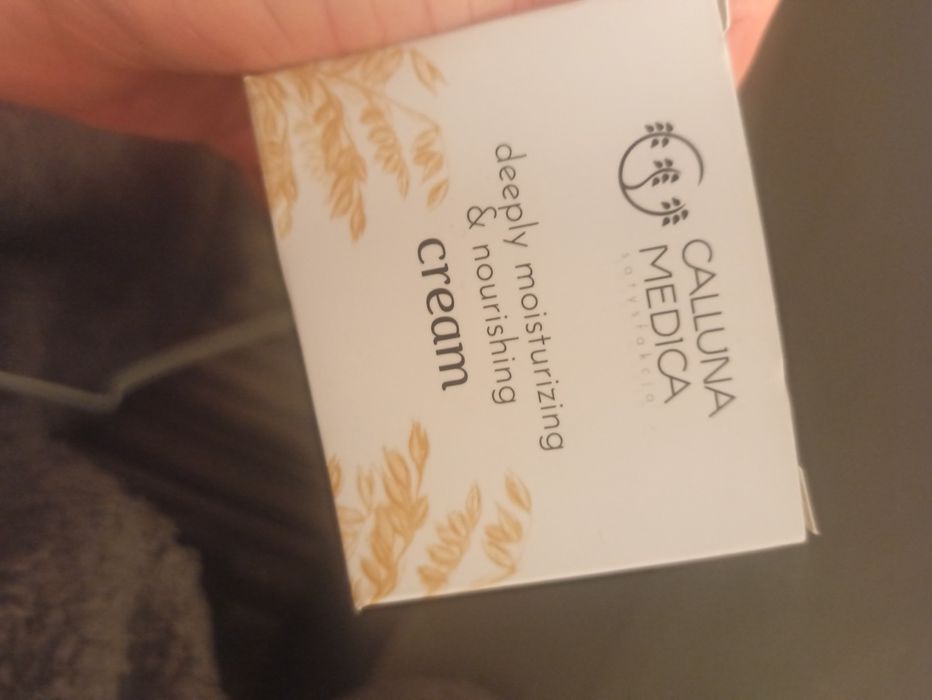 CALLUNA
MEDICA
satysfakcja
deeply moisturizing
& nourishing
cream